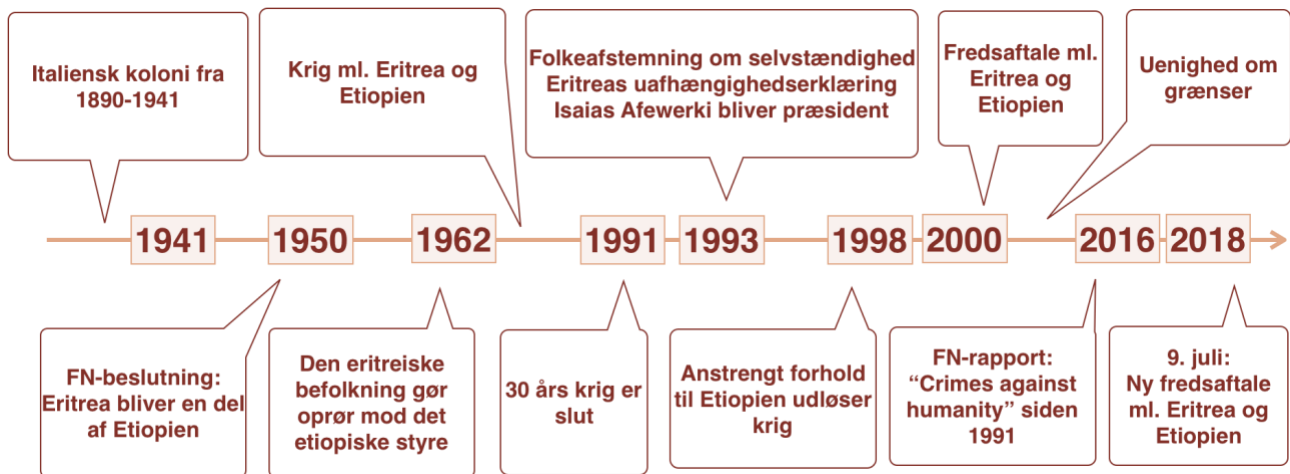 Italiensk koloni fra
1890-1941
Krig ml. Eritrea og
Etiopien
Folkeafstemning om selvstændighed
Eritreas uafhængighedserklæring
Isaias Afewerki bliver præsident
Fredsaftale ml.
Eritrea og
Etiopien
Uenighed om
grænser
1941
1950
1962
1991
1993
1998
2000
2016
2018
FN-beslutning:
Eritrea bliver en del
af Etiopien
Den eritreiske
befolkning gør
oprør mod det
etiopiske styre
30 års krig er
slut
Anstrengt forhold
til Etiopien udløser
krig
FN-rapport:
“Crimes against
humanity” siden
1991
9. juli:
Ny fredsaftale
ml. Eritrea og
Etiopien